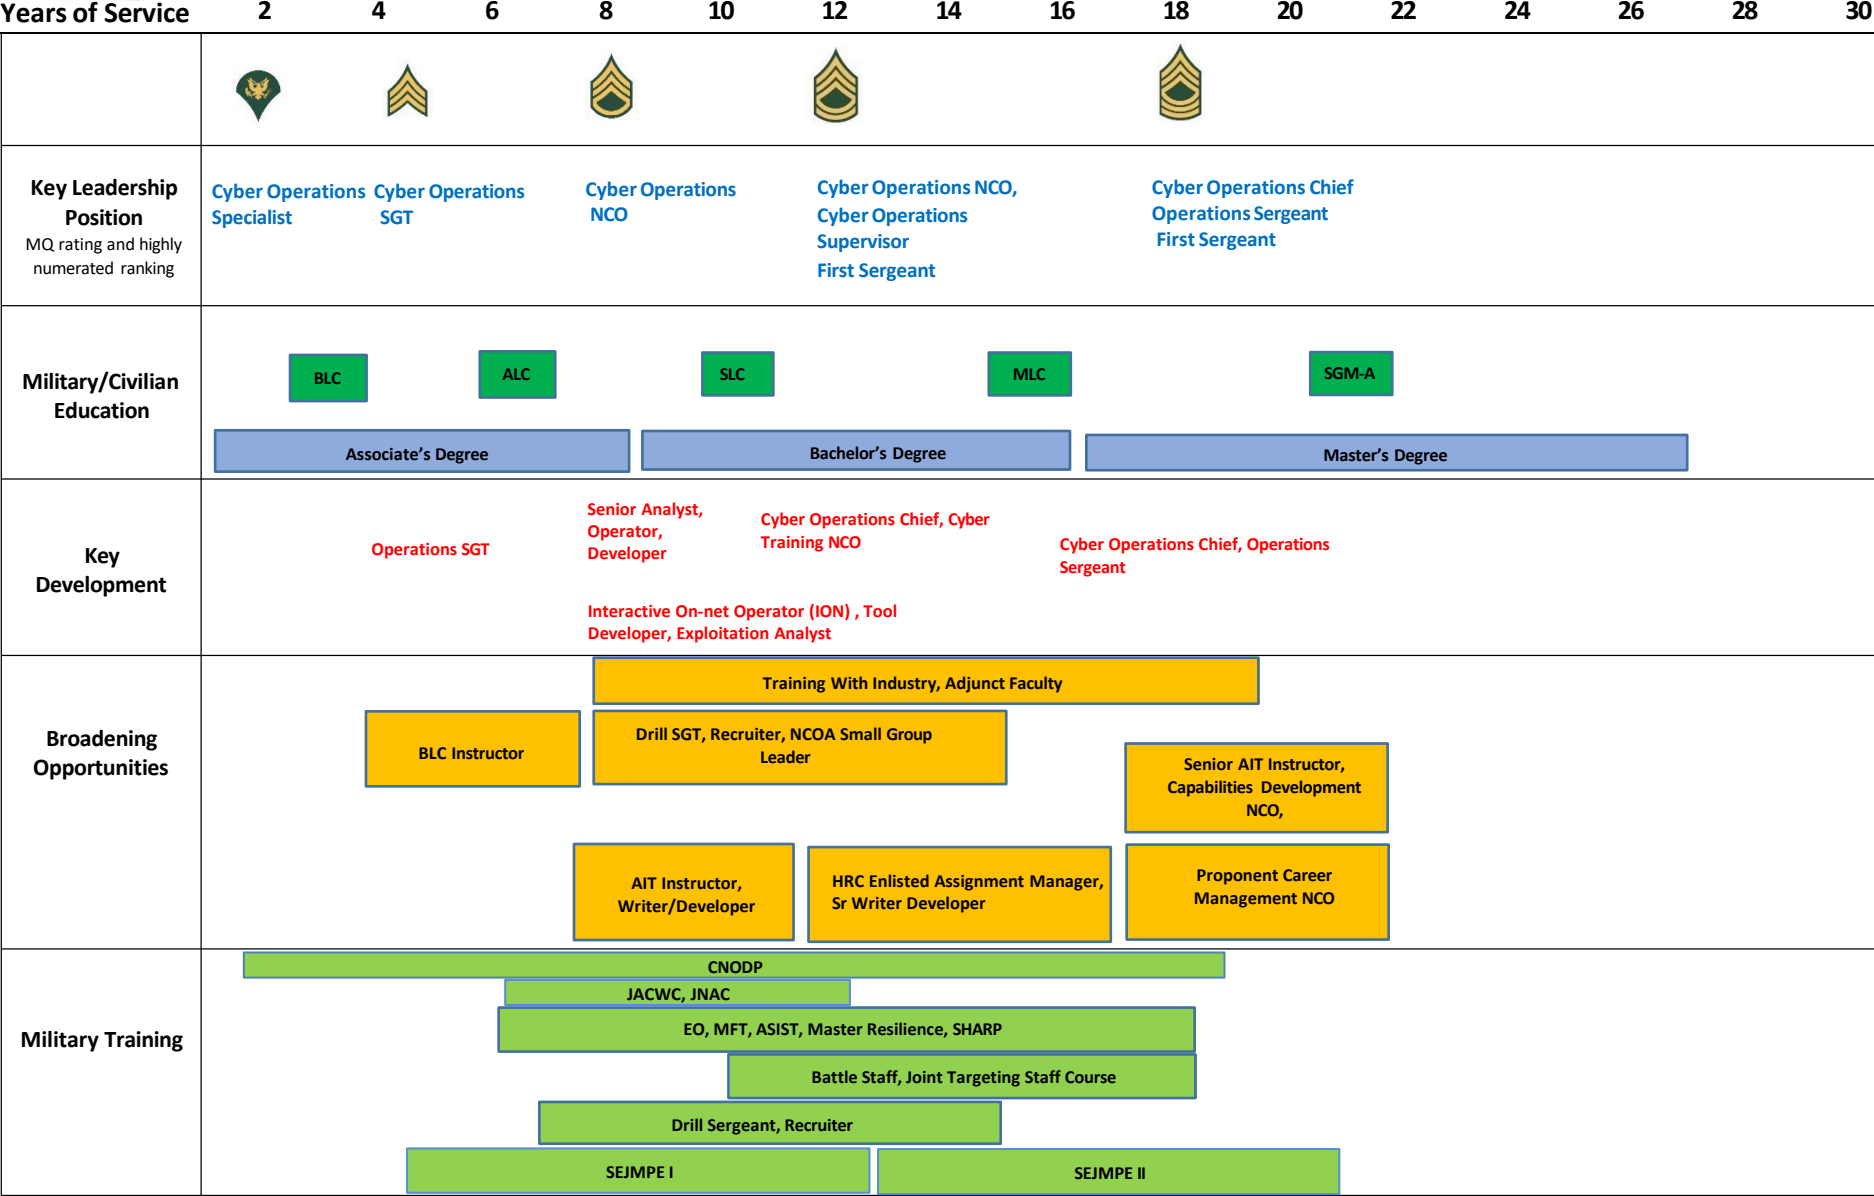 Years of Service 2 4 6 8 10 12 14 16 18 20 22 24 26 28 30
Key Leadership
Position
MQ rating and highly
numerated ranking
Cyber Operations
Specialist
Cyber Operations
SGT
Cyber Operations
NCO
Cyber Operations NCO,
Cyber Operations
Supervisor
First Sergeant
Cyber Operations Chief
Operations Sergeant
First Sergeant
Military/Civilian
Education
BLC
ALC
SLC
MLC
SGM-A
Associate’s Degree
Bachelor’s Degree
Master’s Degree
Key
Development
Operations SGT
Senior Analyst,
Operator,
Developer
Cyber Operations Chief, Cyber
Training NCO
Cyber Operations Chief, Operations
Sergeant
Interactive On-net Operator (ION) , Tool
Developer, Exploitation Analyst
Broadening
Opportunities
Training With Industry, Adjunct Faculty
BLC Instructor
Drill SGT, Recruiter, NCOA Small Group
Leader
Senior AIT Instructor,
Capabilities Development
NCO,
AIT Instructor,
Writer/Developer
HRC Enlisted Assignment Manager,
Sr Writer Developer
Proponent Career
Management NCO
Military Training
CNODP
JACWC, JNAC
EO, MFT, ASIST, Master Resilience, SHARP
Battle Staff, Joint Targeting Staff Course
Drill Sergeant, Recruiter
SEJMPE I
SEJMPE II